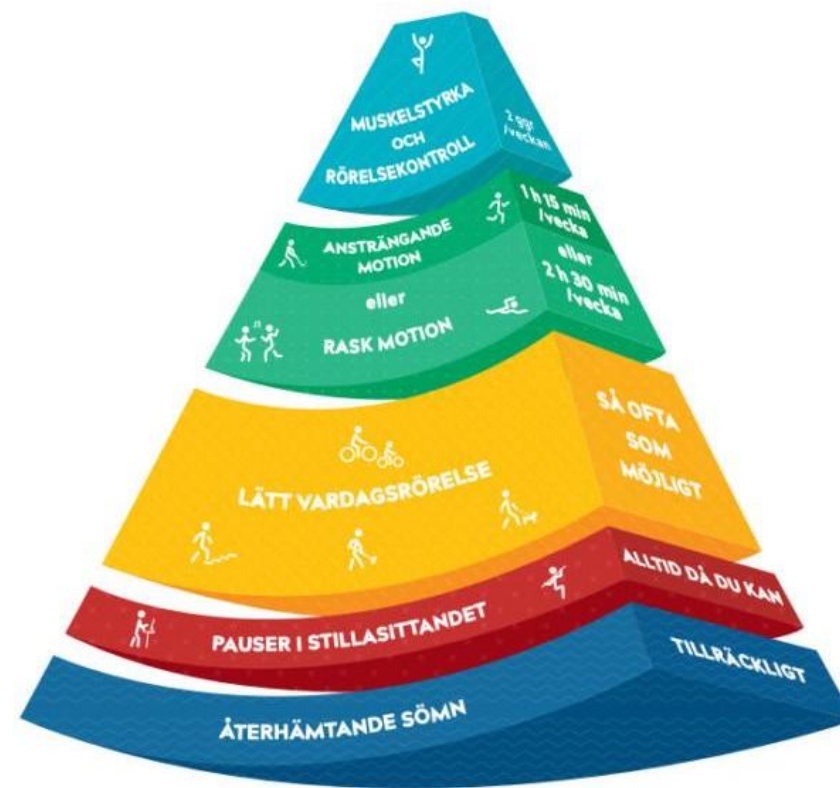 MUSKELSTYRKA
OCH
RÖRELSEKONTROLL
2 ggr
/veckan
ANSTRÄNGANDE
MOTION
1 h 15 min
/vecka
eller
RASK MOTION
eller
2 h 30 min
/vecka
LÄTT VARDAGSRÖRELSE
SÅ OFTA
SOM
MÖJLIGT
PAUSER I STILLASITTANDET
ALLTID DÅ DU KAN
ÅTERHÄMTANDE SÖMN
TILLRÄCKLIGT